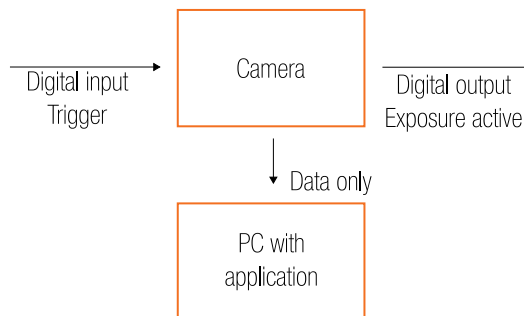 Digital input
Trigger
Camera
Digital output
Exposure active
Data only
PC with
application